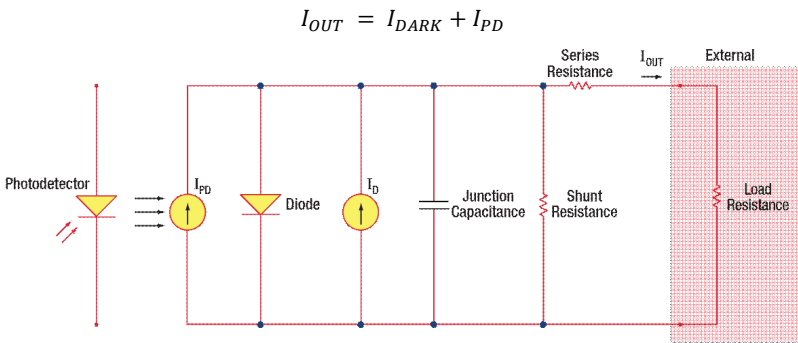 I_OUT = I_DARK + I_PD
Series
Resistance
I_OUT
External
Photodetector
I_PD
Diode
I_D
Junction
Capacitance
Shunt
Resistance
Load
Resistance